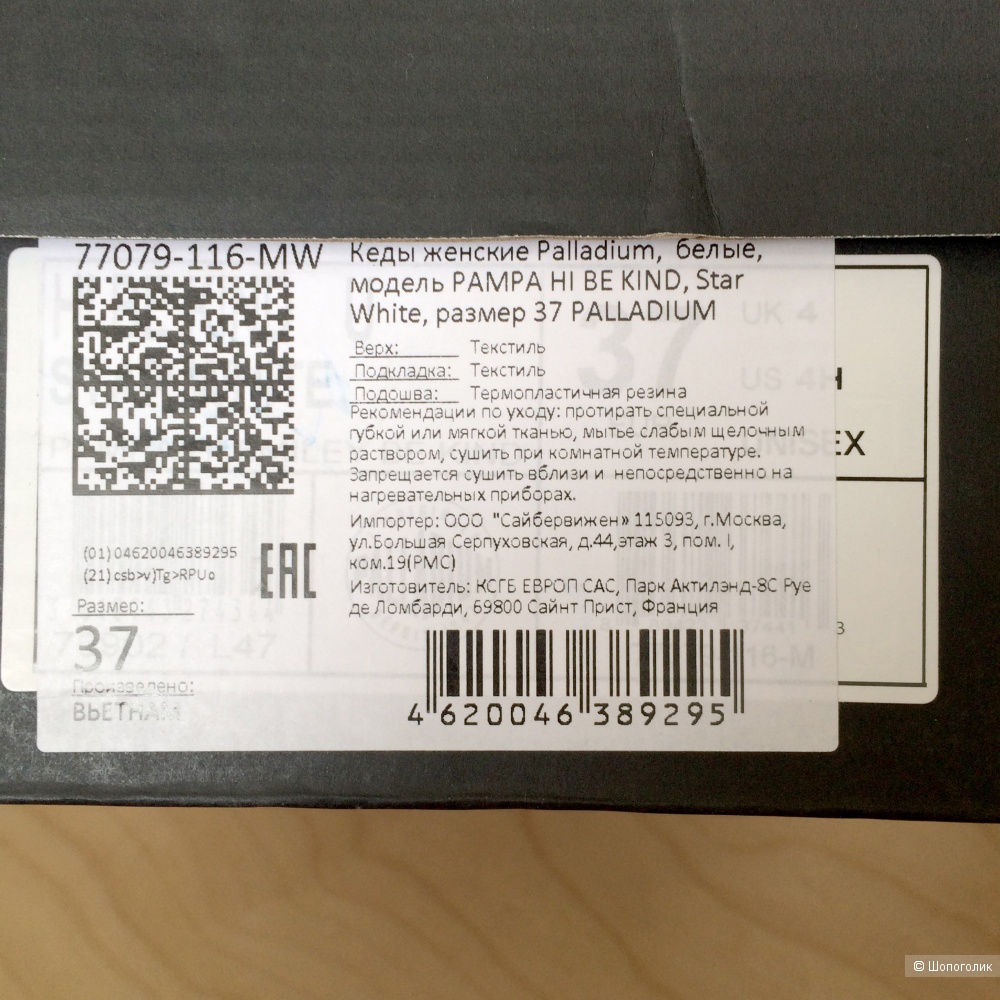 77079-116-MW
Кеды женские Palladium, белые,
модель PAMPA HI BE KIND, Star
White, размер 37 PALLADIUM
Верх: Текстиль
Подкладка: Текстиль
Подошва: Термопластичная резина
Рекомендации по уходу: протирать специальной
губкой или мягкой тканью, мытье слабым щелочным
раствором, сушить при комнатной температуре.
Запрещается сушить вблизи и непосредственно на
нагревательных приборах.
Импортер: ООО "Сайбервижен» 115093, г.Москва,
ул.Большая Серпуховская, д.44,этаж 3, пом. I,
ком.19(РМС)
Изготовитель: КСГБ ЕВРОП САС, Парк Актилэнд-8С Руе
де Ломбарди, 69800 Сайнт Прист, Франция
(01)04620046389295
(21)csb>v)Tg>RPUo
EAC
Размер:
37
Произведено:
ВЬЕТНАМ
4 620046 389295
37
UK 4
US 4H
UNISEX
© Шопоголик